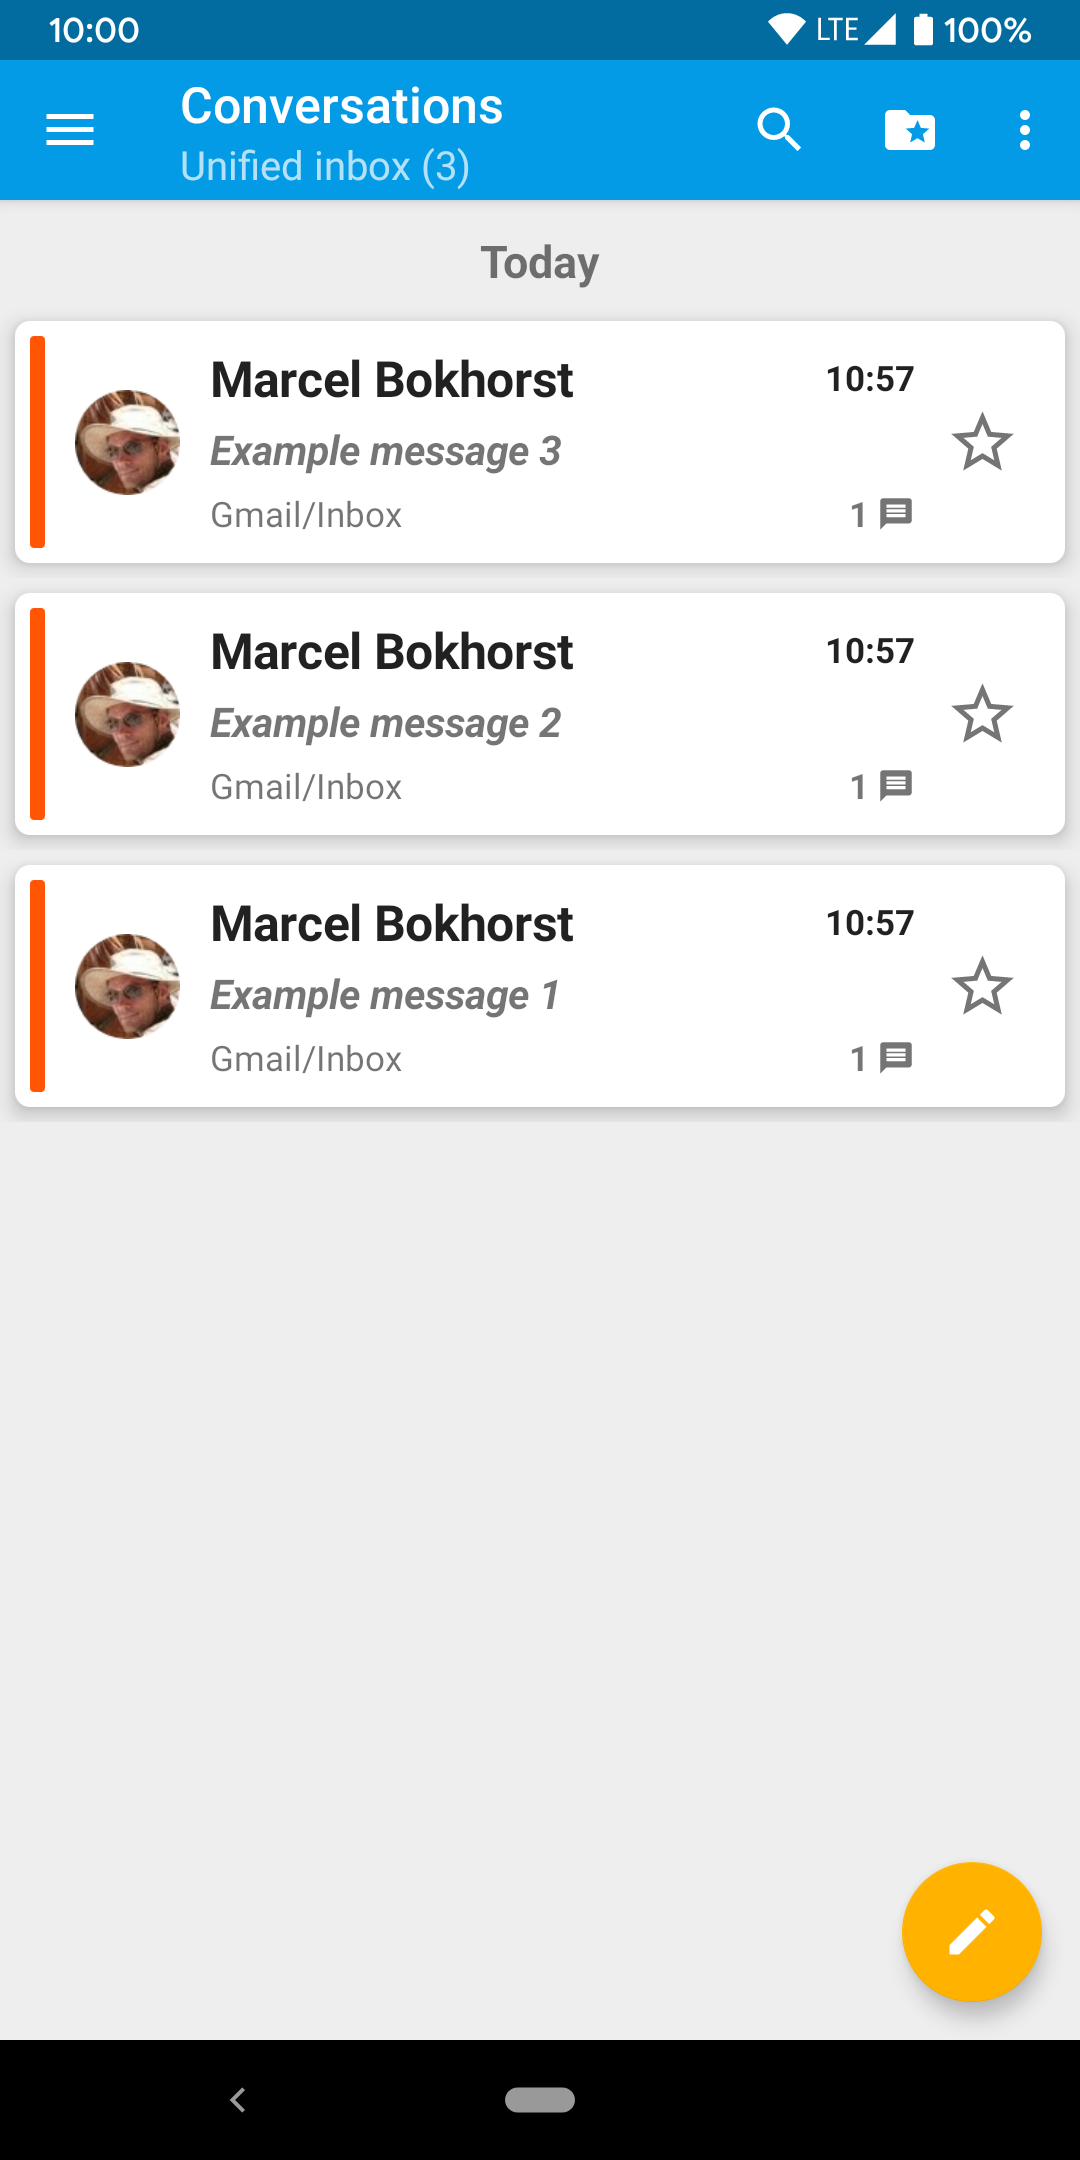 10:00 LTE 100%
Conversations
Unified inbox (3)
Today
Marcel Bokhorst 10:57
Example message 3
Gmail/Inbox 1
Marcel Bokhorst 10:57
Example message 2
Gmail/Inbox 1
Marcel Bokhorst 10:57
Example message 1
Gmail/Inbox 1